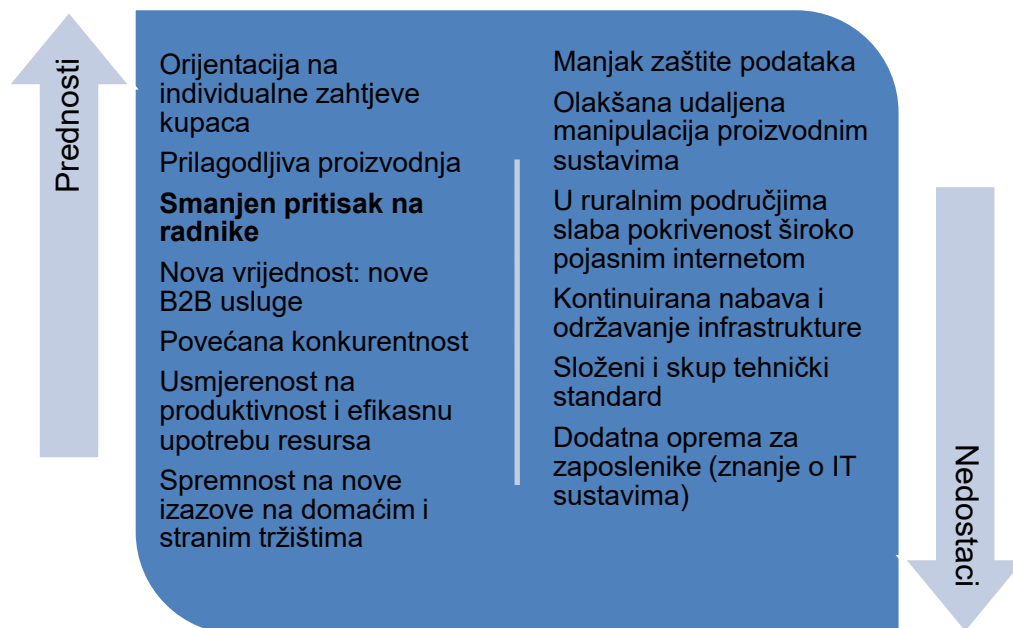 Prednosti
Orijentacija na
individualne zahtjeve
kupaca
Prilagodljiva proizvodnja
Smanjen pritisak na
radnike
Nova vrijednost: nove
B2B usluge
Povećana konkurentnost
Usmjerenost na
produktivnost i efikasnu
upotrebu resursa
Spremnost na nove
izazove na domaćim i
stranim tržištima
Manjak zaštite podataka
Olakšana udaljena
manipulacija proizvodnim
sustavima
U ruralnim područjima
slaba pokrivenost široko
pojasnim internetom
Kontinuirana nabava i
održavanje infrastrukture
Složeni i skup tehnički
standard
Dodatna oprema za
zaposlenike (znanje o IT
sustavima)
Nedostaci